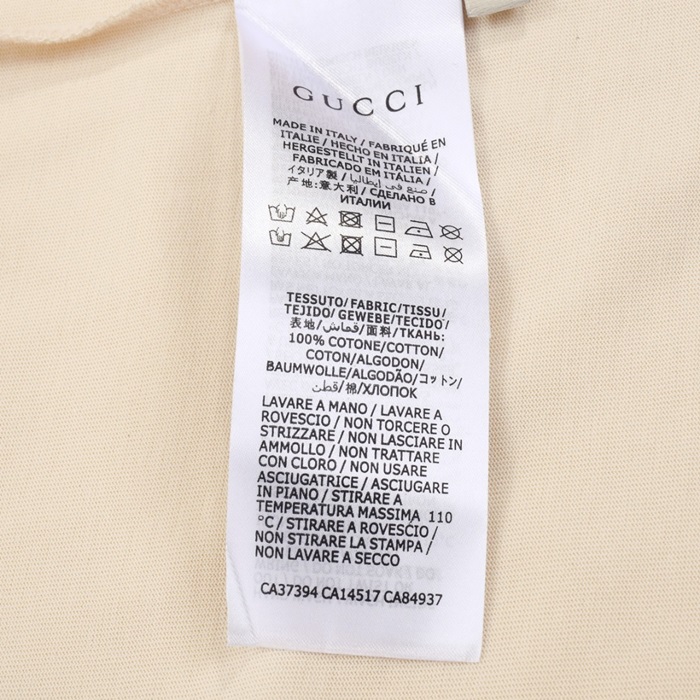 GUCCI
MADE IN ITALY / FABRIQUÉ EN
ITALIE / HECHO EN ITALIA /
HERGESTELLT IN ITALIEN /
FABRICADO EM ITÁLIA /
イタリア製 / صنع في إيطاليا /
产地:意大利 / СДЕЛАНО В
ИТАЛИИ
TESSUTO/FABRIC/TISSU/
TEJIDO/GEWEBE/TECIDO/
表地/قماش/面料/ТКАНЬ:
100% COTONE/COTTON/
COTON/ALGODON/
BAUMWOLLE/ALGODÃO/コットン/
قطن/棉/ХЛОПОК
LAVARE A MANO / LAVARE A
ROVESCIO / NON TORCERE O
STRIZZARE / NON LASCIARE IN
AMMOLLO / NON TRATTARE
CON CLORO / NON USARE
ASCIUGATRICE / ASCIUGARE
IN PIANO / STIRARE A
TEMPERATURA MASSIMA 110
°C / STIRARE A ROVESCIO /
NON STIRARE LA STAMPA /
NON LAVARE A SECCO
CA37394 CA14517 CA84937